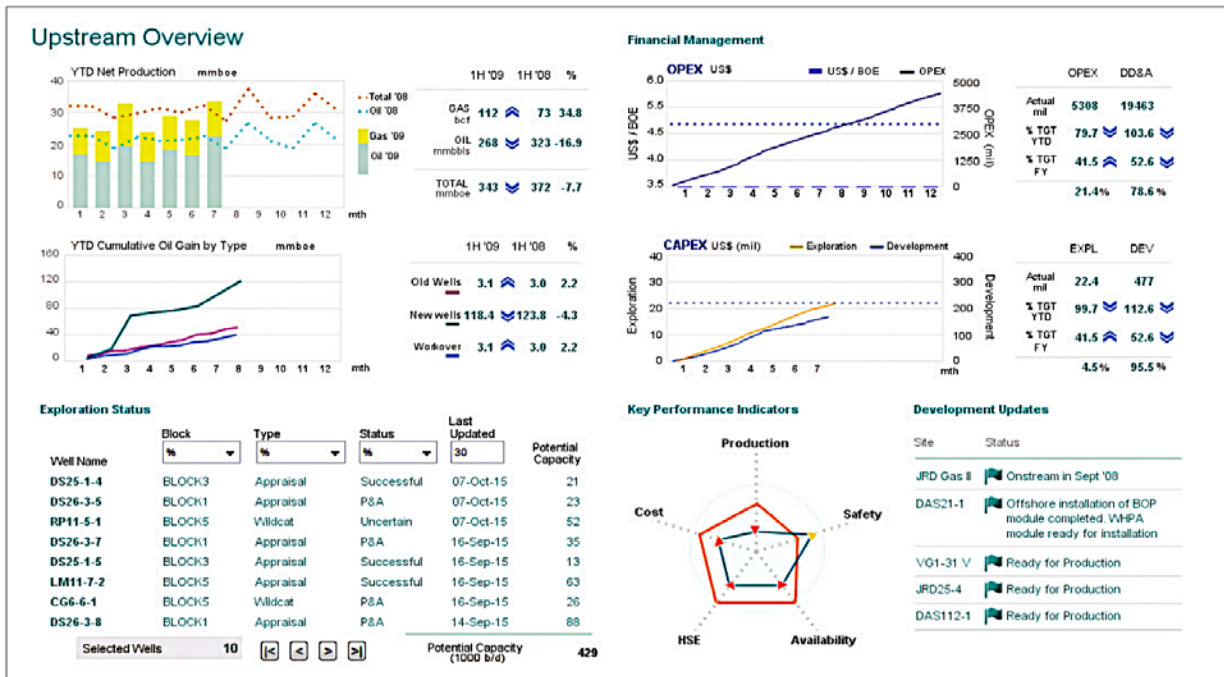 Upstream Overview
YTD Net Production mmboe
40
30
20
10
0
1 2 3 4 5 6 7 8 9 10 11 12 mth
Total '08
Oil '08
Gas '09
Oil '09
1H '09 1H '08 %
GAS bcf 112 73 34.8
OIL mmbbls 268 323 -16.9
TOTAL mmboe 343 372 -7.7
YTD Cumulative Oil Gain by Type mmboe
160
120
80
40
0
1 2 3 4 5 6 7 8 9 10 11 12 mth
1H '09 1H '08 %
Old Wells 3.1 3.0 2.2
New wells 118.4 123.8 -4.3
Workover 3.1 3.0 2.2
Financial Management
OPEX US$ US$ / BOE OPEX
US$ / BOE
6.0
5.5
4.5
4.0
3.5
5000
3750
2500
1250
0
OPEX (mil)
1 2 3 4 5 6 7 8 9 10 11 12
OPEX DD&A
Actual mil 5308 19463
% TGT YTD 79.7 103.6
% TGT FY 41.5 52.6
21.4% 78.6%
CAPEX US$ (mil) Exploration Development
Exploration
40
30
20
10
0
400
300
200
100
0
Development
1 2 3 4 5 6 7 mth
EXPL DEV
Actual mil 22.4 477
% TGT YTD 99.7 112.6
% TGT FY 41.5 52.6
4.5% 95.5%
Exploration Status
Well Name Block Type Status Last Updated Potential Capacity
% % % 30
DS25-1-4 BLOCK3 Appraisal Successful 07-Oct-15 21
DS26-3-5 BLOCK1 Appraisal P&A 07-Oct-15 23
RP11-5-1 BLOCK5 Wildcat Uncertain 07-Oct-15 52
DS26-3-7 BLOCK1 Appraisal P&A 16-Sep-15 35
DS25-1-5 BLOCK3 Appraisal Successful 16-Sep-15 13
LM11-7-2 BLOCK5 Appraisal Successful 16-Sep-15 63
CG6-6-1 BLOCK5 Wildcat P&A 16-Sep-15 26
DS26-3-8 BLOCK1 Appraisal P&A 14-Sep-15 88
Selected Wells 10 |< < > >| Potential Capacity (1000 b/d) 429
Key Performance Indicators
Production
Safety
Availability
HSE
Cost
Development Updates
Site Status
JRD Gas II Onstream in Sept '08
DAS21-1 Offshore installation of BOP
module completed. WHPA
module ready for installation
VG1-31 V Ready for Production
JRD25-4 Ready for Production
DAS112-1 Ready for Production